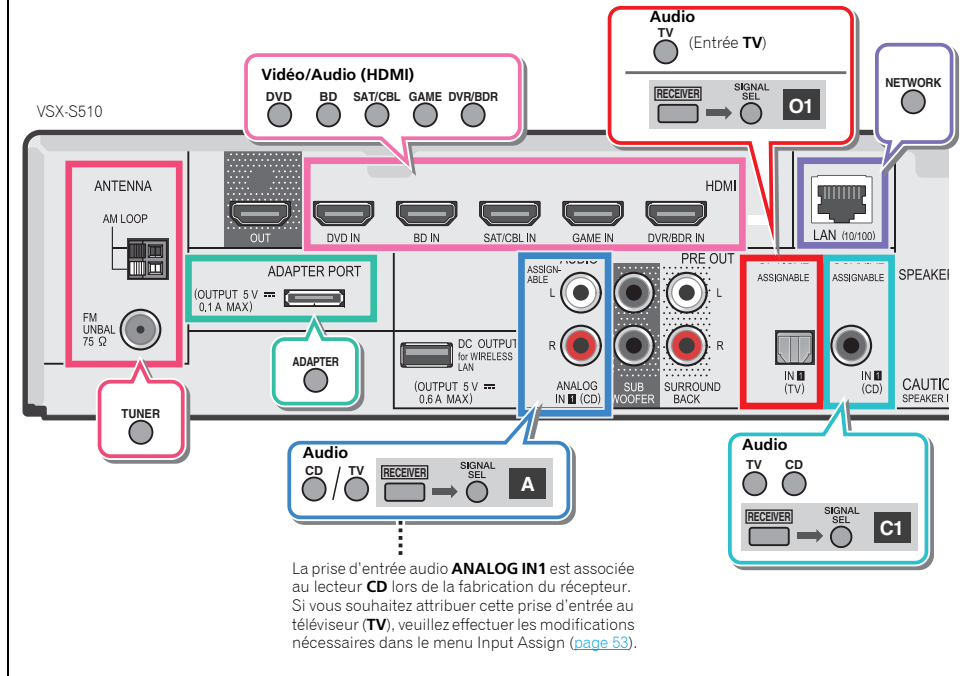 Audio
TV
(Entrée TV)
RECEIVER
SIGNAL
SEL
O1
Vidéo/Audio (HDMI)
DVD BD SAT/CBL GAME DVR/BDR
NETWORK
VSX-S510
ANTENNA
AM LOOP
FM
UNBAL
75 Ω
HDMI
OUT
DVD IN
BD IN
SAT/CBL IN
GAME IN
DVR/BDR IN
LAN (10/100)
ADAPTER PORT
(OUTPUT 5 V
0,1 A MAX)
AUDIO
ASSIGN-
ABLE
L
R
ANALOG
IN 1 (CD)
PRE OUT
L
R
SUB
WOOFER
SURROUND
BACK
DC OUTPUT
for WIRELESS
LAN
(OUTPUT 5 V
0.6 A MAX)
ASSIGNABLE
IN 1
(TV)
ASSIGNABLE
IN 1
(CD)
SPEAKER
CAUTIO
SPEAKER I
TUNER
ADAPTER
Audio
CD / TV
RECEIVER
SIGNAL
SEL
A
Audio
TV CD
RECEIVER
SIGNAL
SEL
C1
La prise d'entrée audio ANALOG IN1 est associée
au lecteur CD lors de la fabrication du récepteur.
Si vous souhaitez attribuer cette prise d'entrée au
téléviseur (TV), veuillez effectuer les modifications
nécessaires dans le menu Input Assign (page 53).